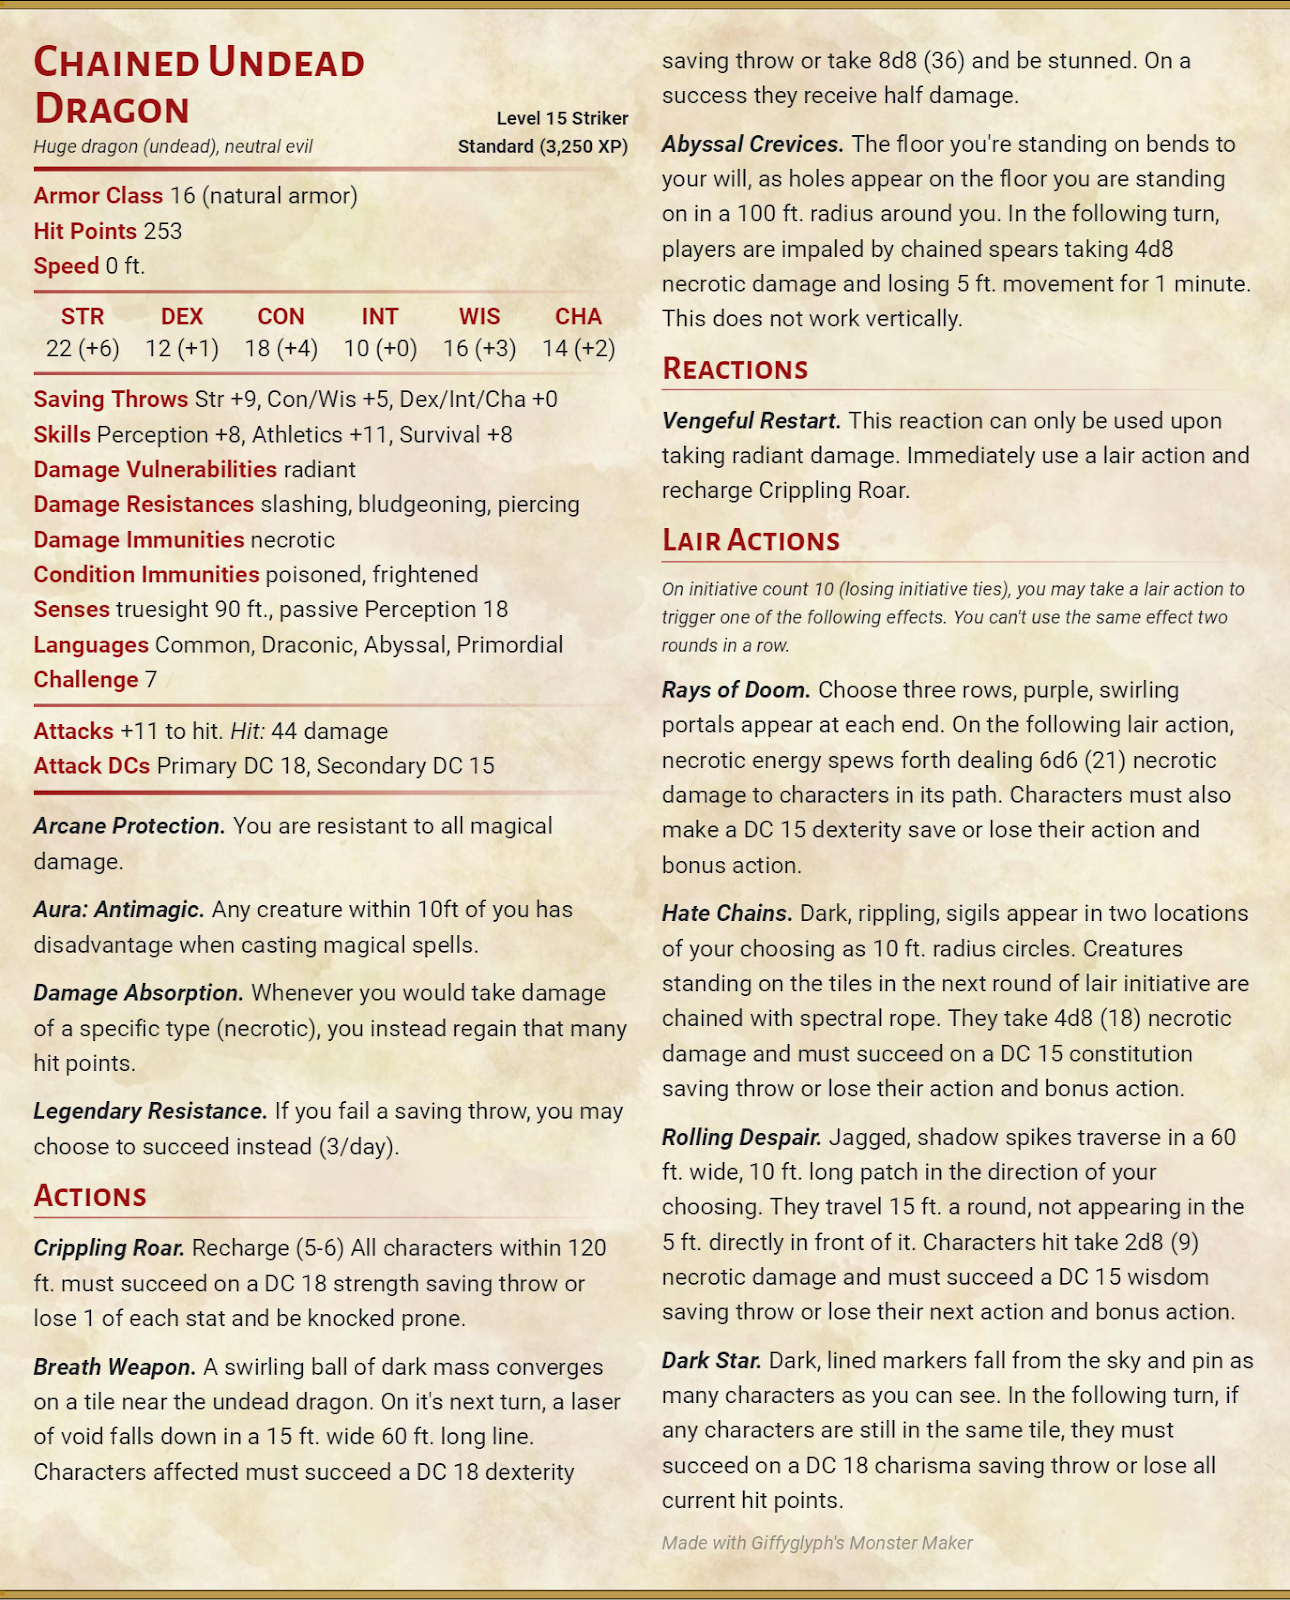 Chained Undead
Dragon
Level 15 Striker
Huge dragon (undead), neutral evil
Standard (3,250 XP)
Armor Class 16 (natural armor)
Hit Points 253
Speed 0 ft.
STR DEX CON INT WIS CHA
22 (+6) 12 (+1) 18 (+4) 10 (+0) 16 (+3) 14 (+2)
Saving Throws Str +9, Con/Wis +5, Dex/Int/Cha +0
Skills Perception +8, Athletics +11, Survival +8
Damage Vulnerabilities radiant
Damage Resistances slashing, bludgeoning, piercing
Damage Immunities necrotic
Condition Immunities poisoned, frightened
Senses truesight 90 ft., passive Perception 18
Languages Common, Draconic, Abyssal, Primordial
Challenge 7
Attacks +11 to hit. Hit: 44 damage
Attack DCs Primary DC 18, Secondary DC 15
Arcane Protection. You are resistant to all magical
damage.
Aura: Antimagic. Any creature within 10ft of you has
disadvantage when casting magical spells.
Damage Absorption. Whenever you would take damage
of a specific type (necrotic), you instead regain that many
hit points.
Legendary Resistance. If you fail a saving throw, you may
choose to succeed instead (3/day).
Actions
Crippling Roar. Recharge (5-6) All characters within 120
ft. must succeed on a DC 18 strength saving throw or
lose 1 of each stat and be knocked prone.
Breath Weapon. A swirling ball of dark mass converges
on a tile near the undead dragon. On it's next turn, a laser
of void falls down in a 15 ft. wide 60 ft. long line.
Characters affected must succeed a DC 18 dexterity
saving throw or take 8d8 (36) and be stunned. On a
success they receive half damage.
Abyssal Crevices. The floor you're standing on bends to
your will, as holes appear on the floor you are standing
on in a 100 ft. radius around you. In the following turn,
players are impaled by chained spears taking 4d8
necrotic damage and losing 5 ft. movement for 1 minute.
This does not work vertically.
Reactions
Vengeful Restart. This reaction can only be used upon
taking radiant damage. Immediately use a lair action and
recharge Crippling Roar.
Lair Actions
On initiative count 10 (losing initiative ties), you may take a lair action to
trigger one of the following effects. You can't use the same effect two
rounds in a row.
Rays of Doom. Choose three rows, purple, swirling
portals appear at each end. On the following lair action,
necrotic energy spews forth dealing 6d6 (21) necrotic
damage to characters in its path. Characters must also
make a DC 15 dexterity save or lose their action and
bonus action.
Hate Chains. Dark, rippling, sigils appear in two locations
of your choosing as 10 ft. radius circles. Creatures
standing on the tiles in the next round of lair initiative are
chained with spectral rope. They take 4d8 (18) necrotic
damage and must succeed on a DC 15 constitution
saving throw or lose their action and bonus action.
Rolling Despair. Jagged, shadow spikes traverse in a 60
ft. wide, 10 ft. long patch in the direction of your
choosing. They travel 15 ft. a round, not appearing in the
5 ft. directly in front of it. Characters hit take 2d8 (9)
necrotic damage and must succeed a DC 15 wisdom
saving throw or lose their next action and bonus action.
Dark Star. Dark, lined markers fall from the sky and pin as
many characters as you can see. In the following turn, if
any characters are still in the same tile, they must
succeed on a DC 18 charisma saving throw or lose all
current hit points.
Made with Giffyglyph's Monster Maker